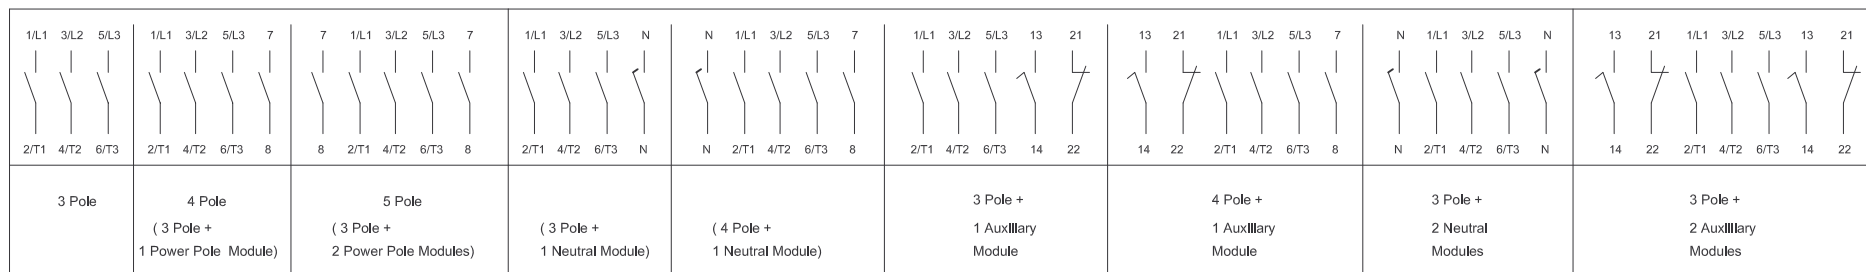 1/L1 3/L2 5/L3 1/L1 3/L2 5/L3 7 7 1/L1 3/L2 5/L3 7 1/L1 3/L2 5/L3 N N 1/L1 3/L2 5/L3 7 1/L1 3/L2 5/L3 13 21 13 21 1/L1 3/L2 5/L3 7 N 1/L1 3/L2 5/L3 N 13 21 1/L1 3/L2 5/L3 13 21
2/T1 4/T2 6/T3 2/T1 4/T2 6/T3 8 8 2/T1 4/T2 6/T3 8 2/T1 4/T2 6/T3 N N 2/T1 4/T2 6/T3 8 2/T1 4/T2 6/T3 14 22 14 22 2/T1 4/T2 6/T3 8 N 2/T1 4/T2 6/T3 N 14 22 2/T1 4/T2 6/T3 14 22
3 Pole
4 Pole
( 3 Pole +
1 Power Pole Module)
5 Pole
( 3 Pole +
2 Power Pole Modules)
( 3 Pole +
1 Neutral Module)
( 4 Pole +
1 Neutral Module)
3 Pole +
1 Auxilliary
Module
4 Pole +
1 Auxilliary
Module
3 Pole +
2 Neutral
Modules
3 Pole +
2 Auxilliary
Modules